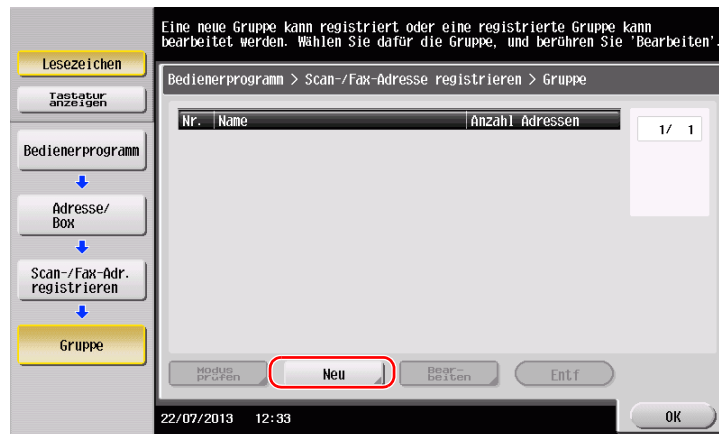 Eine neue Gruppe kann registriert oder eine registrierte Gruppe kann
bearbeitet werden. Wählen Sie dafür die Gruppe, und berühren Sie 'Bearbeiten'.
Lesezeichen
Tastatur
anzeigen
Bedienerprogramm
Adresse/
Box
Scan-/Fax-Adr.
registrieren
Gruppe
Bedienerprogramm > Scan-/Fax-Adresse registrieren > Gruppe
Nr. Name Anzahl Adressen
1/ 1
Modus
prüfen
Neu
Bear-
beiten
Entf
22/07/2013 12:33
OK